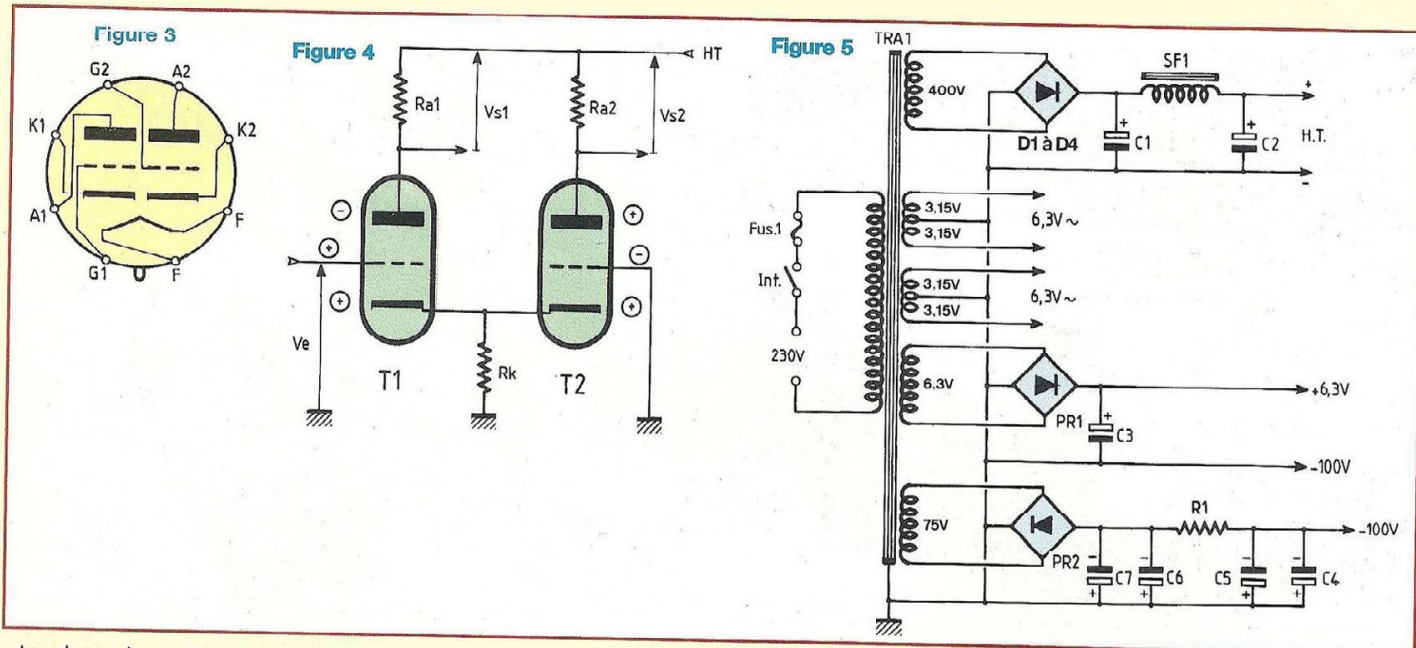 Figure 3
G2
A2
K1
K2
A1
F
G1
F
Figure 4
HT
Ra1
Vs1
Ra2
Vs2
Ve
T1
Rk
T2
Figure 5
TRA1
400V
D1 à D4
SF1
+
C1
+
C2
+
H.T.
-
Fus.1
Int.
230V
3,15V
3,15V
6,3V ~
3,15V
3,15V
6,3V ~
6,3V
PR1
+
C3
+6,3V
-100V
75V
PR2
R1
-100V
- C7 +
- C6 +
- C5 +
- C4 +